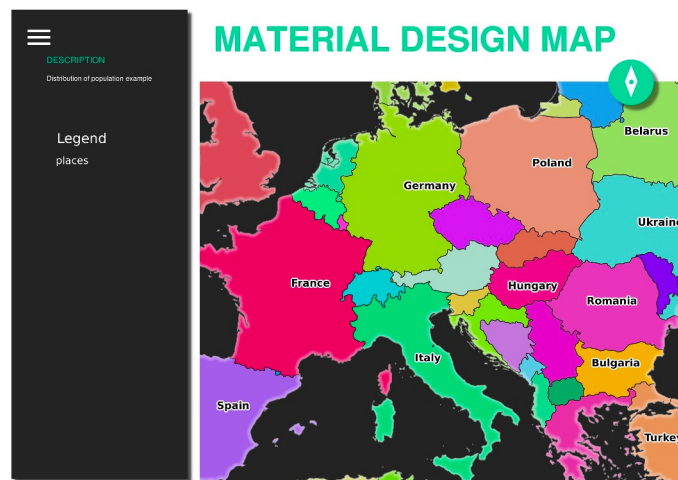 MATERIAL DESIGN MAP
DESCRIPTION
Distribution of population example
Legend
places
Belarus
Poland
Germany
Ukraine
France
Hungary
Romania
Italy
Bulgaria
Spain
Turkey